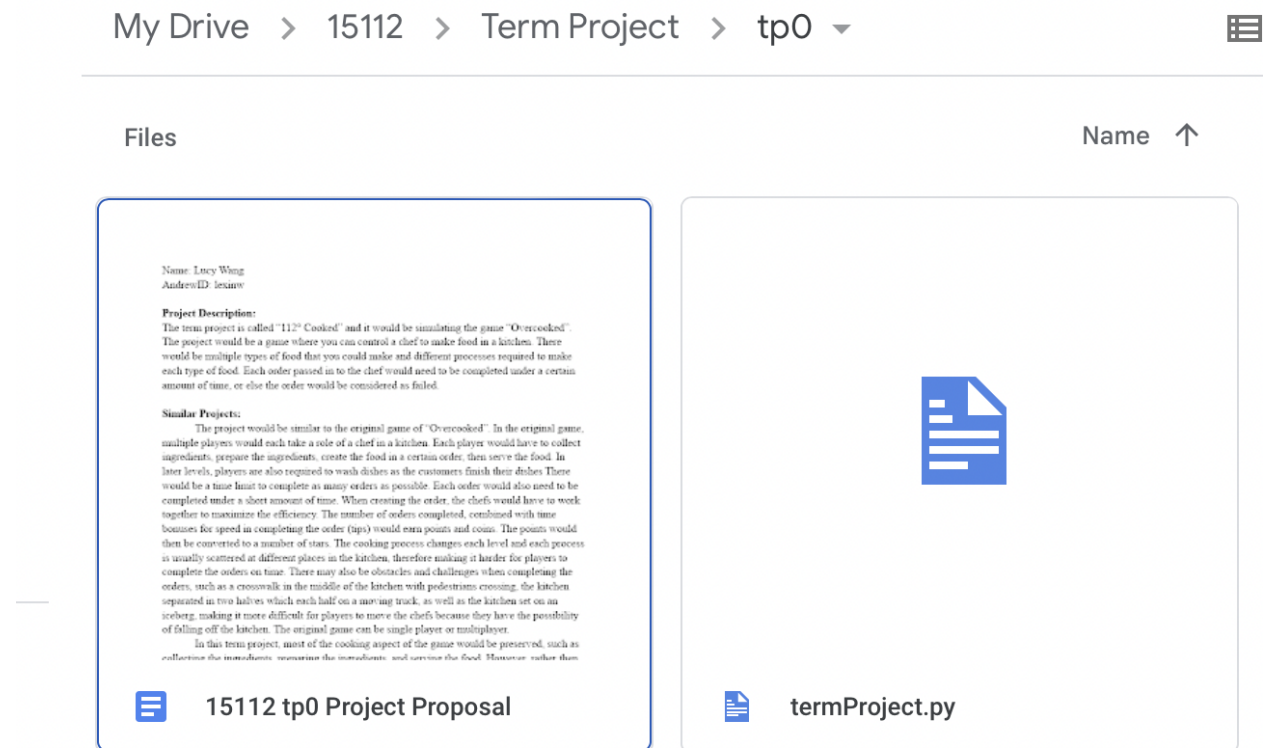 My Drive > 15112 > Term Project > tp0
Files
Name
Name: Lucy Wang
AndrewID: lexinw
Project Description:
The term project is called "112° Cooked" and it would be simulating the game "Overcooked".
The project would be a game where you can control a chef to make food in a kitchen. There
would be multiple types of food that you could make and different processes required to make
each type of food. Each order passed in to the chef would need to be completed under a certain
amount of time, or else the order would be considered as failed.
Similar Projects:
The project would be similar to the original game of "Overcooked". In the original game,
multiple players would each take a role of a chef in a kitchen. Each player would have to collect
ingredients, prepare the ingredients, create the food in a certain order, then serve the food. In
later levels, players are also required to wash dishes as the customers finish their dishes There
would be a time limit to complete as many orders as possible. Each order would also need to be
completed under a short amount of time. When creating the order, the chefs would have to work
together to maximize the efficiency. The number of orders completed, combined with time
bonuses for speed in completing the order (tips) would earn points and coins. The points would
then be converted to a number of stars. The cooking process changes each level and each process
is usually scattered at different places in the kitchen, therefore making it harder for players to
complete the orders on time. There may also be obstacles and challenges when completing the
orders, such as a crosswalk in the middle of the kitchen with pedestrians crossing, the kitchen
separated in two halves which each half on a moving truck, as well as the kitchen set on an
iceberg, making it more difficult for players to move the chefs because they have the possibility
of falling off the kitchen. The original game can be single player or multiplayer.
In this term project, most of the cooking aspect of the game would be preserved, such as
collecting the ingredients, preparing the ingredients, and serving the food. However, rather than
15112 tp0 Project Proposal
termProject.py